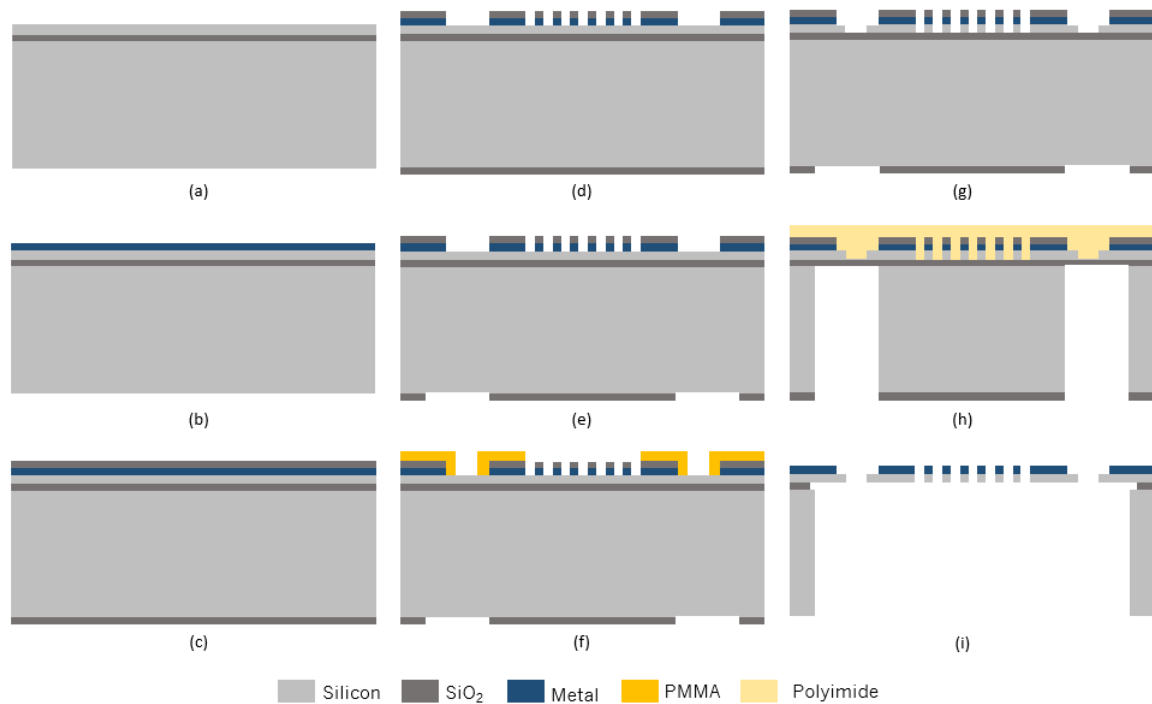 (a)
(d)
(g)
(b)
(e)
(h)
(c)
(f)
(i)
Silicon
SiO₂
Metal
PMMA
Polyimide